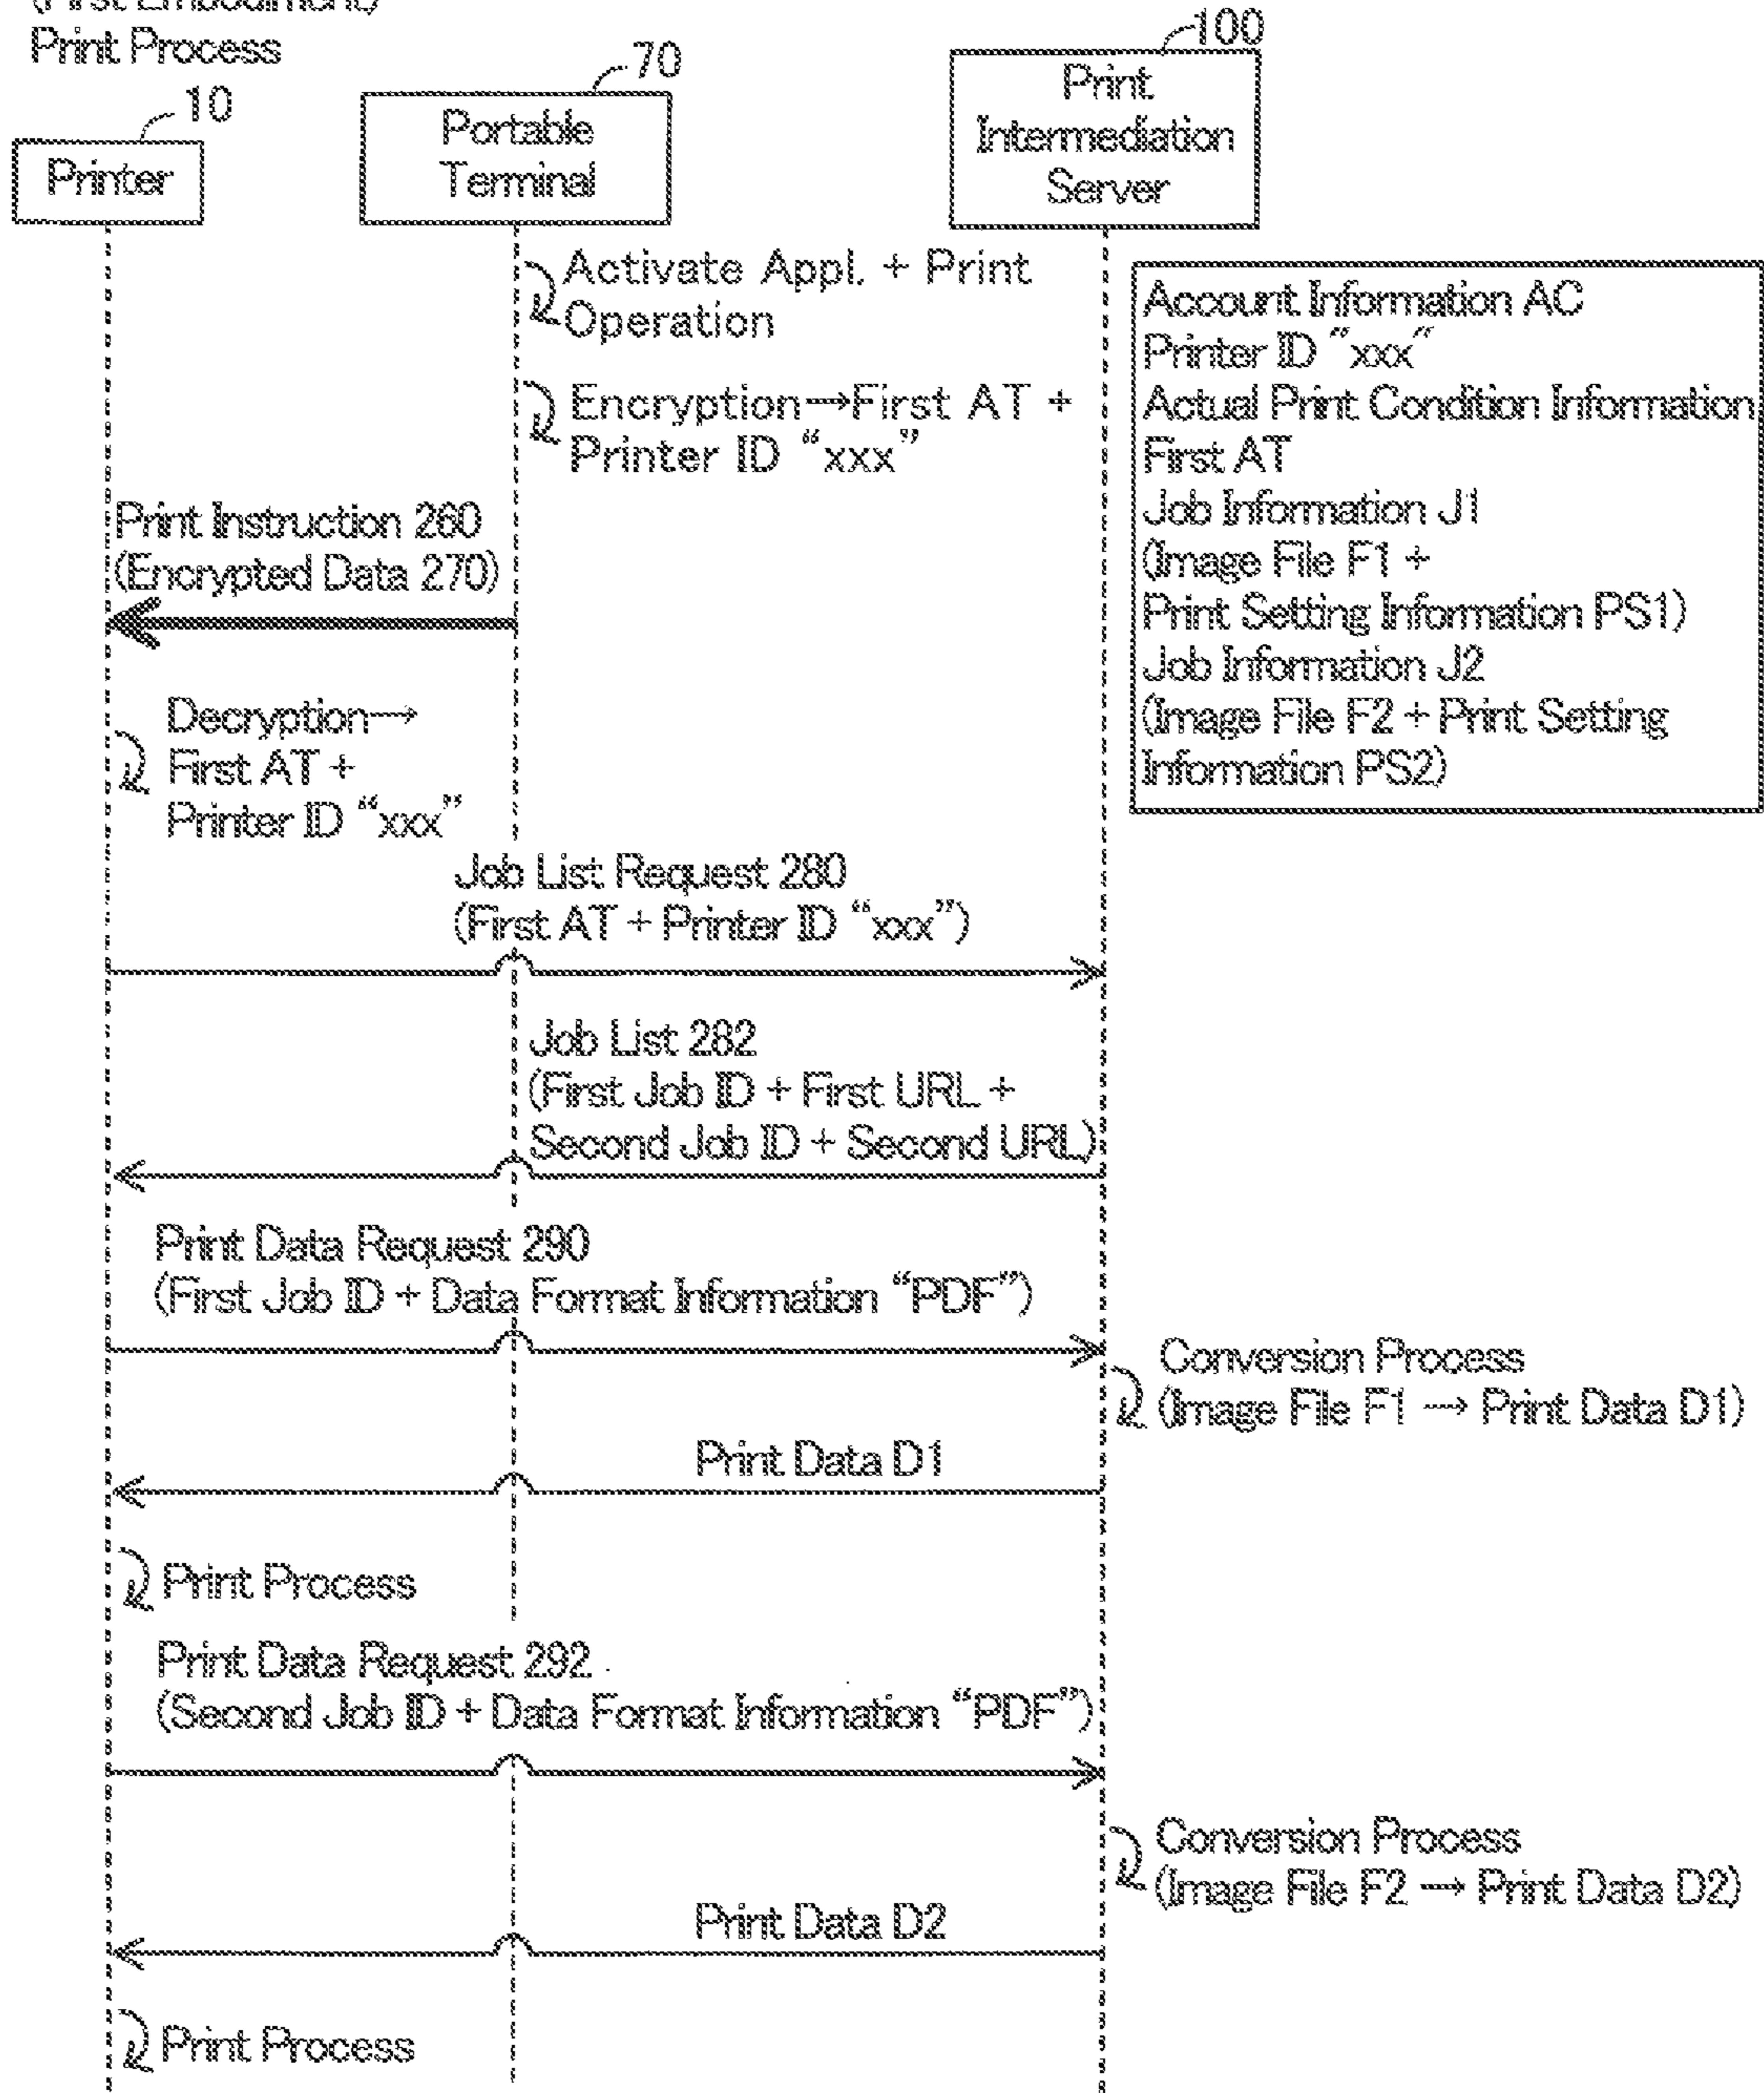 (First Embodiment)
Print Process
10
70
100
Printer
Portable
Terminal
Print
Intermediation
Server
Activate Appl. + Print
Operation
Encryption→First AT +
Printer ID “xxx”
Account Information AC
Printer ID “xxx”
Actual Print Condition Information
First AT
Job Information J1
(Image File F1 +
Print Setting Information PS1)
Job Information J2
(Image File F2 + Print Setting
Information PS2)
Print Instruction 260
(Encrypted Data 270)
Decryption→
First AT +
Printer ID “xxx”
Job List Request 280
(First AT + Printer ID “xxx”)
Job List 282
(First Job ID + First URL +
Second Job ID + Second URL)
Print Data Request 290
(First Job ID + Data Format Information “PDF”)
Conversion Process
(Image File F1 → Print Data D1)
Print Data D1
Print Process
Print Data Request 292
(Second Job ID + Data Format Information “PDF”)
Conversion Process
(Image File F2 → Print Data D2)
Print Data D2
Print Process